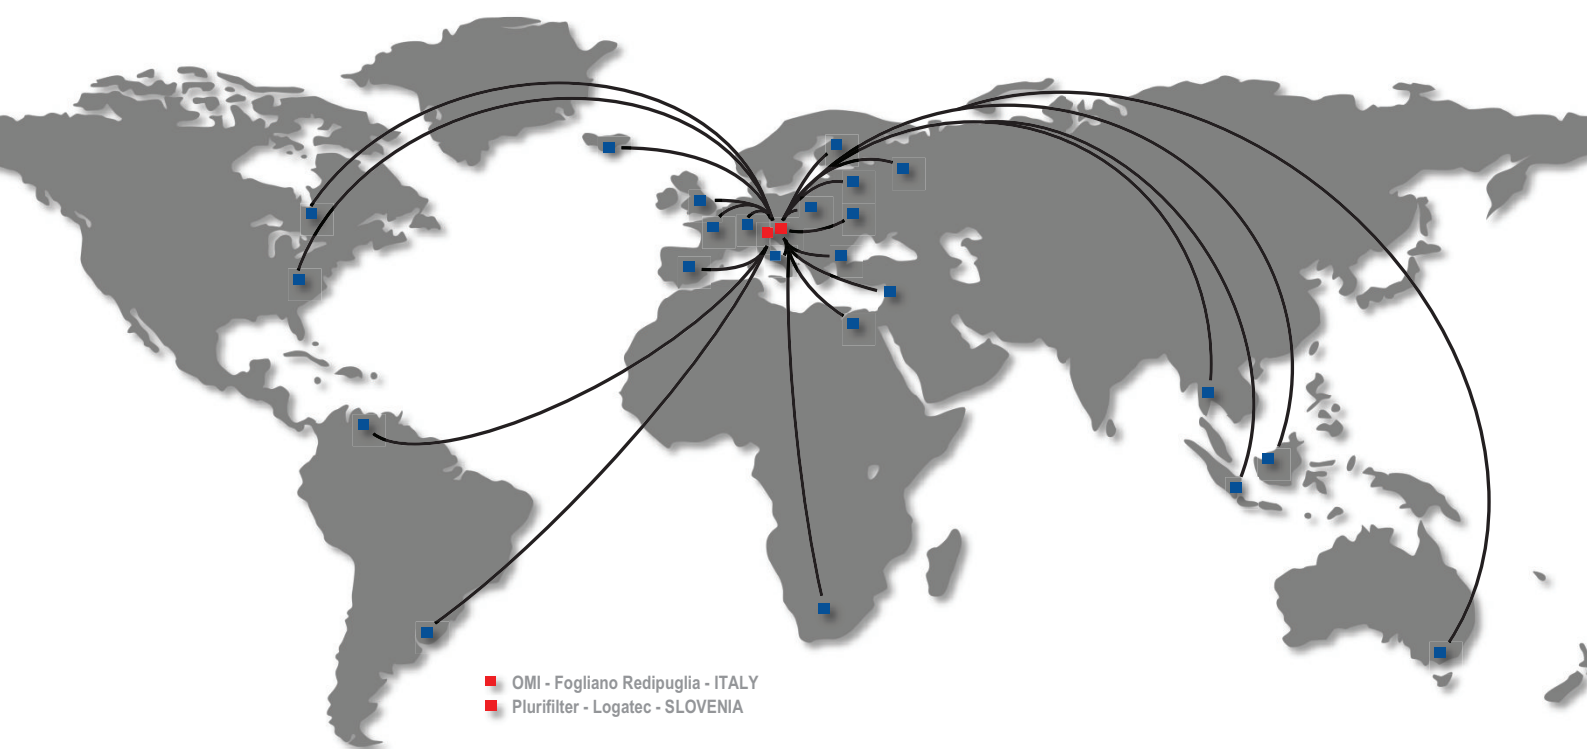 OMI - Fogliano Redipuglia - ITALY
Plurifilter - Logatec - SLOVENIA